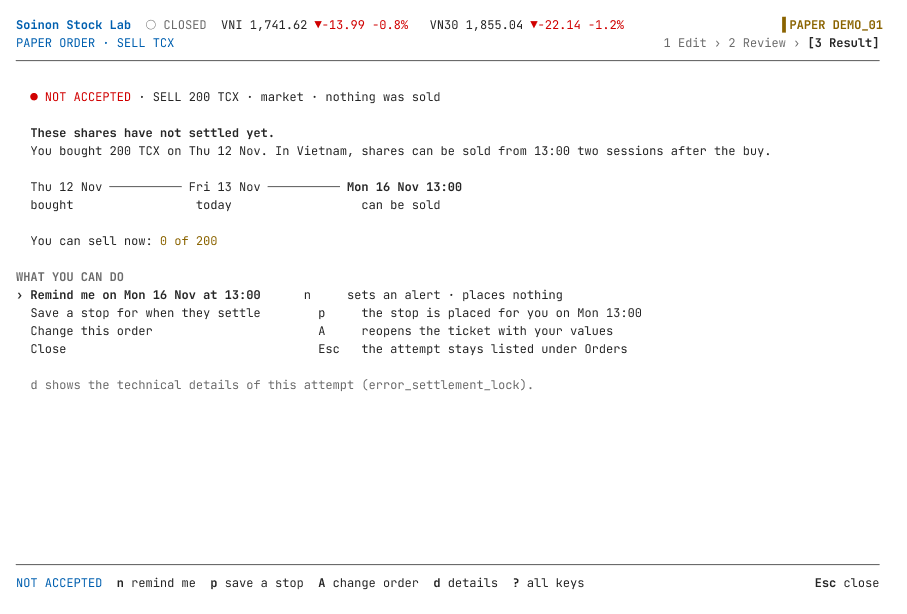 Soinon Stock Lab ○ CLOSED VNI 1,741.62 ▼-13.99 -0.8% VN30 1,855.04 ▼-22.14 -1.2% PAPER DEMO_01
PAPER ORDER · SELL TCX 1 Edit › 2 Review › [3 Result]
● NOT ACCEPTED · SELL 200 TCX · market · nothing was sold
These shares have not settled yet.
You bought 200 TCX on Thu 12 Nov. In Vietnam, shares can be sold from 13:00 two sessions after the buy.
Thu 12 Nov ────────── Fri 13 Nov ────────── Mon 16 Nov 13:00
bought today can be sold
You can sell now: 0 of 200
WHAT YOU CAN DO
› Remind me on Mon 16 Nov at 13:00 n sets an alert · places nothing
Save a stop for when they settle p the stop is placed for you on Mon 13:00
Change this order A reopens the ticket with your values
Close Esc the attempt stays listed under Orders
d shows the technical details of this attempt (error_settlement_lock).
NOT ACCEPTED n remind me p save a stop A change order d details ? all keys Esc close